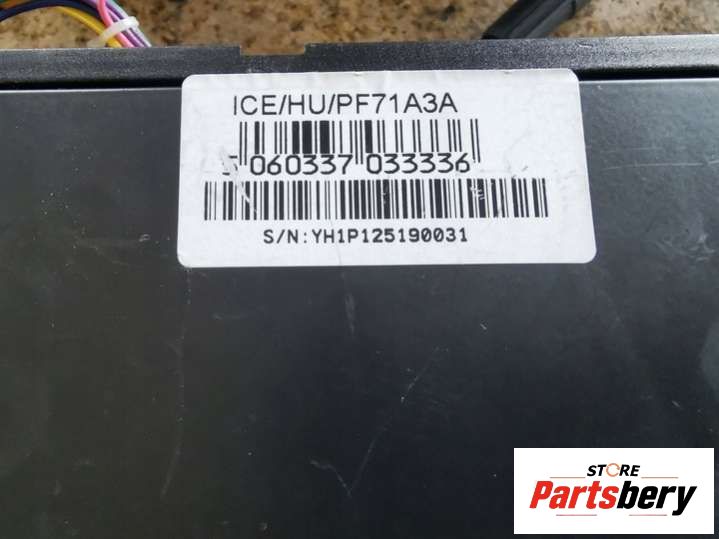 ICE/HU/PF71A3A
5 060337 033336
S/N:YH1P125190031
STORE
Partsbery